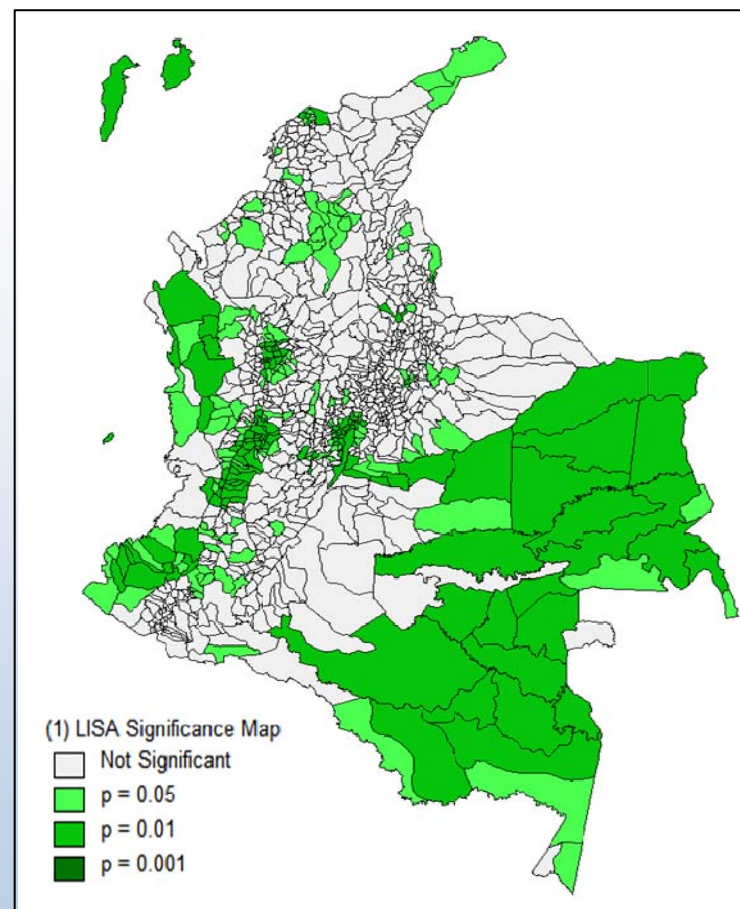 (1) LISA Significance Map
Not Significant
p = 0.05
p = 0.01
p = 0.001